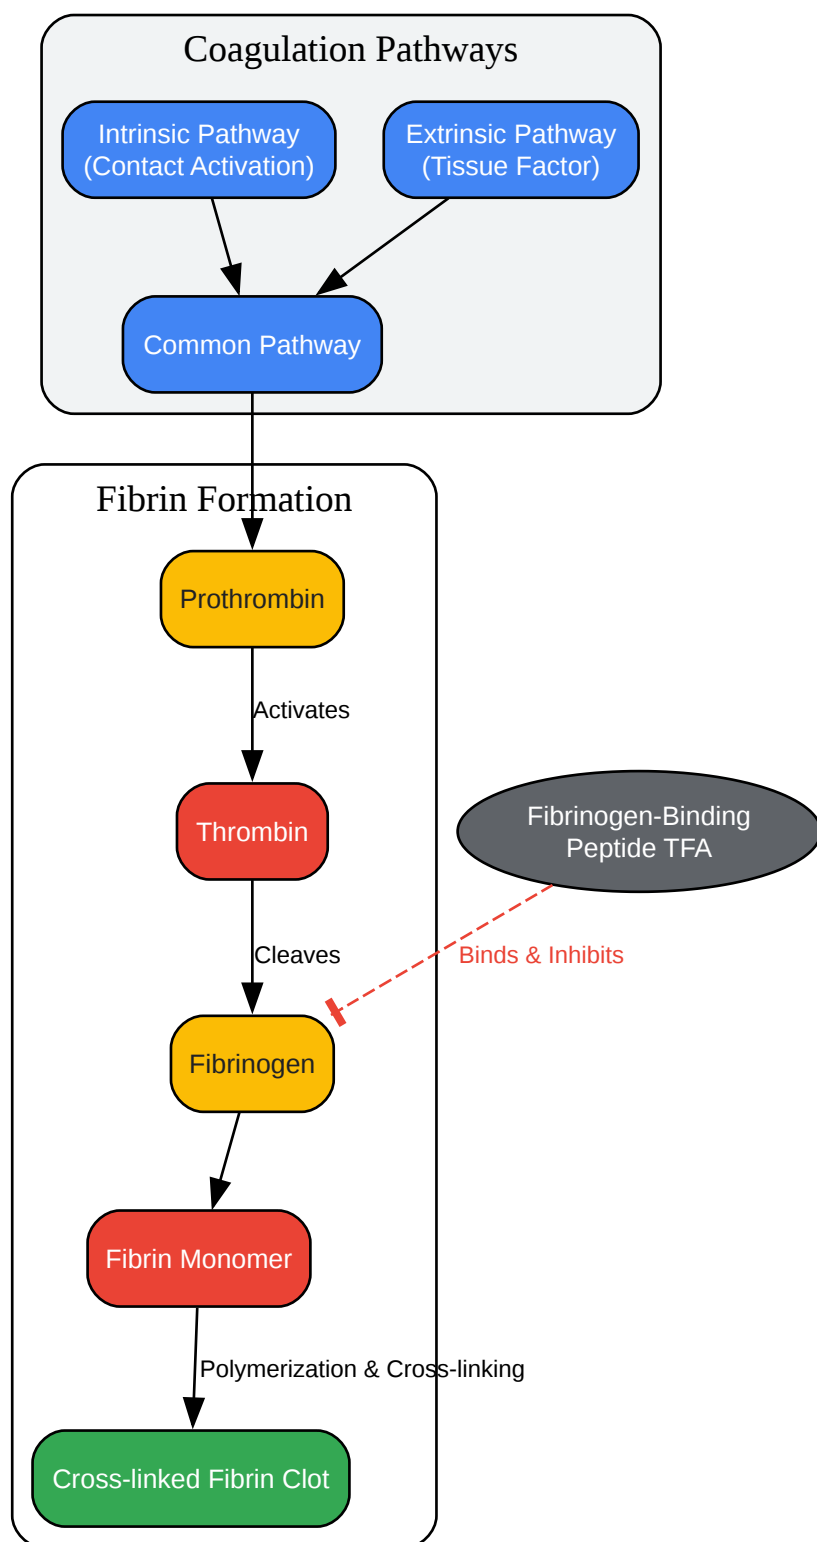 Coagulation Pathways
Intrinsic Pathway
(Contact Activation)
Extrinsic Pathway
(Tissue Factor)
Common Pathway
Fibrin Formation
Prothrombin
Activates
Thrombin
Fibrinogen-Binding
Peptide TFA
Cleaves
Binds & Inhibits
Fibrinogen
Fibrin Monomer
Polymerization & Cross-linking
Cross-linked Fibrin Clot